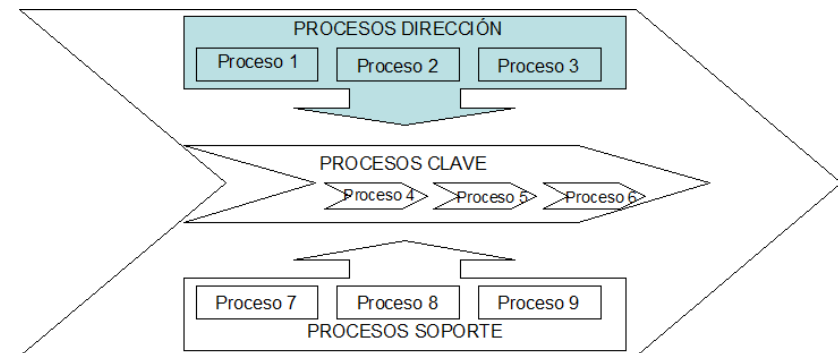 PROCESOS DIRECCIÓN
Proceso 1 Proceso 2 Proceso 3
PROCESOS CLAVE
Proceso 4 Proceso 5 Proceso 6
Proceso 7 Proceso 8 Proceso 9
PROCESOS SOPORTE